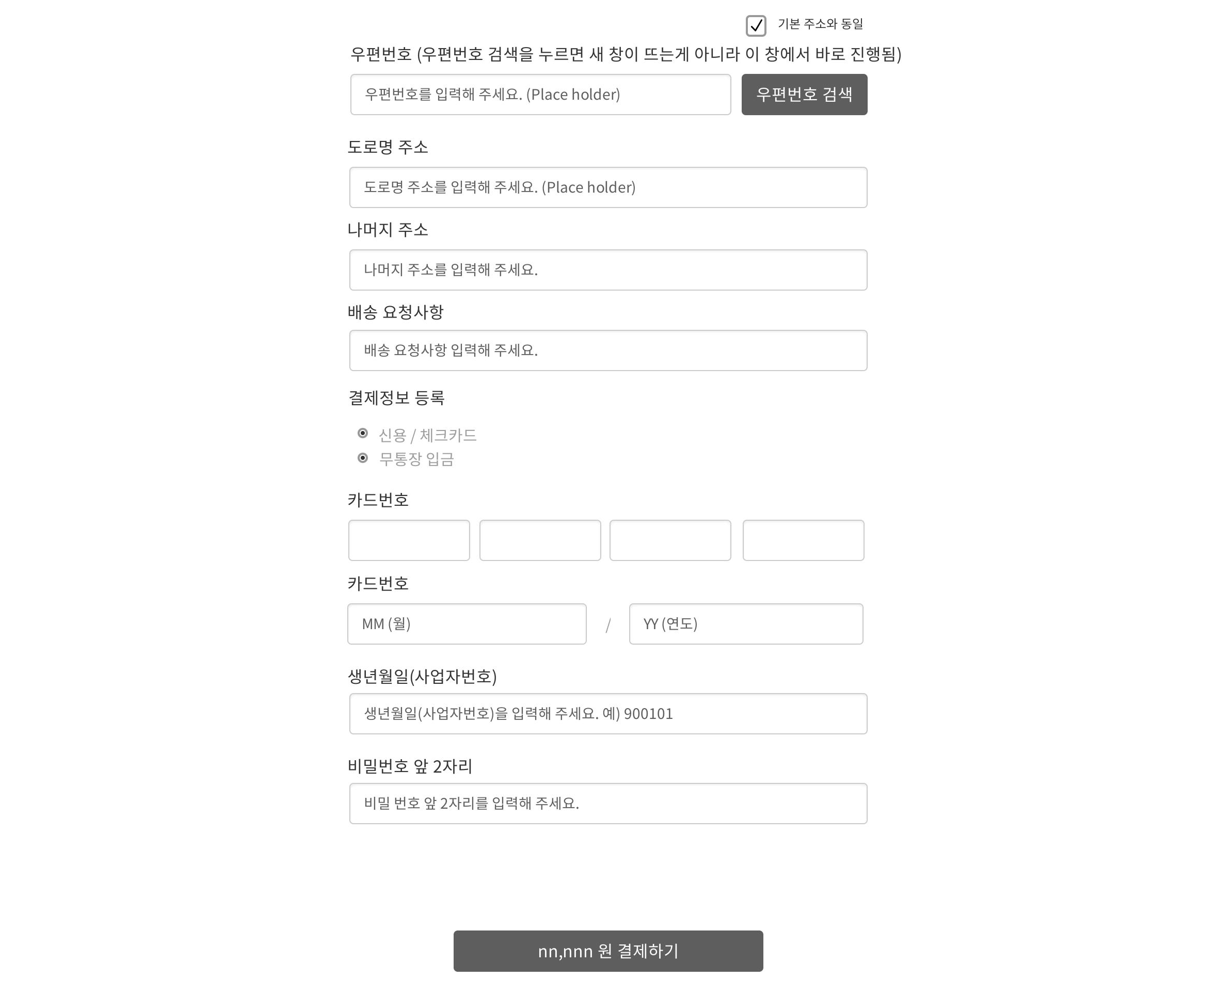 기본 주소와 동일
우편번호 (우편번호 검색을 누르면 새 창이 뜨는게 아니라 이 창에서 바로 진행됨)
우편번호를 입력해 주세요. (Place holder)
우편번호 검색
도로명 주소
도로명 주소를 입력해 주세요. (Place holder)
나머지 주소
나머지 주소를 입력해 주세요.
배송 요청사항
배송 요청사항 입력해 주세요.
결제정보 등록
신용 / 체크카드
무통장 입금
카드번호
카드번호
MM (월) / YY (연도)
생년월일(사업자번호)
생년월일(사업자번호)을 입력해 주세요. 예) 900101
비밀번호 앞 2자리
비밀 번호 앞 2자리를 입력해 주세요.
nn,nnn 원 결제하기